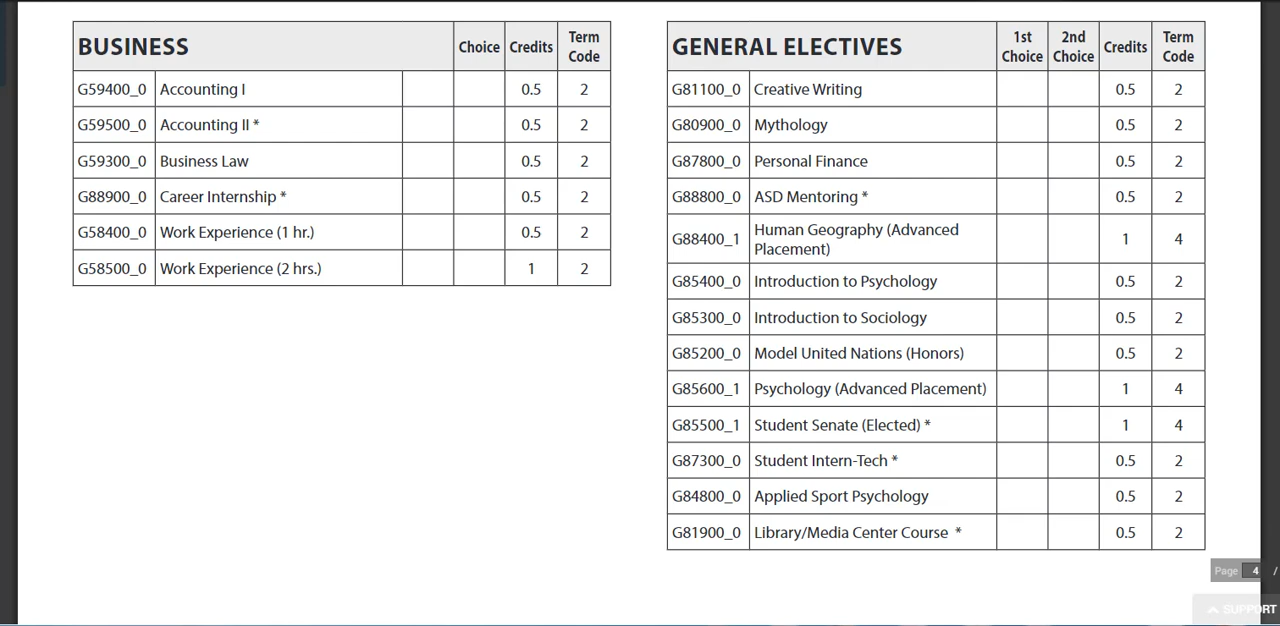 BUSINESS Choice Credits Term Code
G59400_0 Accounting I 0.5 2
G59500_0 Accounting II * 0.5 2
G59300_0 Business Law 0.5 2
G88900_0 Career Internship * 0.5 2
G58400_0 Work Experience (1 hr.) 0.5 2
G58500_0 Work Experience (2 hrs.) 1 2
GENERAL ELECTIVES 1st Choice 2nd Choice Credits Term Code
G81100_0 Creative Writing 0.5 2
G80900_0 Mythology 0.5 2
G87800_0 Personal Finance 0.5 2
G88800_0 ASD Mentoring * 0.5 2
G88400_1 Human Geography (Advanced Placement) 1 4
G85400_0 Introduction to Psychology 0.5 2
G85300_0 Introduction to Sociology 0.5 2
G85200_0 Model United Nations (Honors) 0.5 2
G85600_1 Psychology (Advanced Placement) 1 4
G85500_1 Student Senate (Elected) * 1 4
G87300_0 Student Intern-Tech * 0.5 2
G84800_0 Applied Sport Psychology 0.5 2
G81900_0 Library/Media Center Course * 0.5 2
Page 4 /
SUPPORT